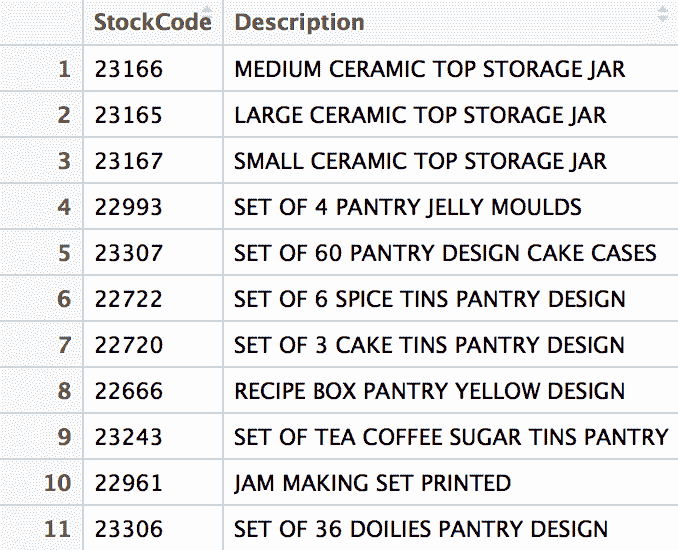 StockCode Description
1 23166 MEDIUM CERAMIC TOP STORAGE JAR
2 23165 LARGE CERAMIC TOP STORAGE JAR
3 23167 SMALL CERAMIC TOP STORAGE JAR
4 22993 SET OF 4 PANTRY JELLY MOULDS
5 23307 SET OF 60 PANTRY DESIGN CAKE CASES
6 22722 SET OF 6 SPICE TINS PANTRY DESIGN
7 22720 SET OF 3 CAKE TINS PANTRY DESIGN
8 22666 RECIPE BOX PANTRY YELLOW DESIGN
9 23243 SET OF TEA COFFEE SUGAR TINS PANTRY
10 22961 JAM MAKING SET PRINTED
11 23306 SET OF 36 DOILIES PANTRY DESIGN